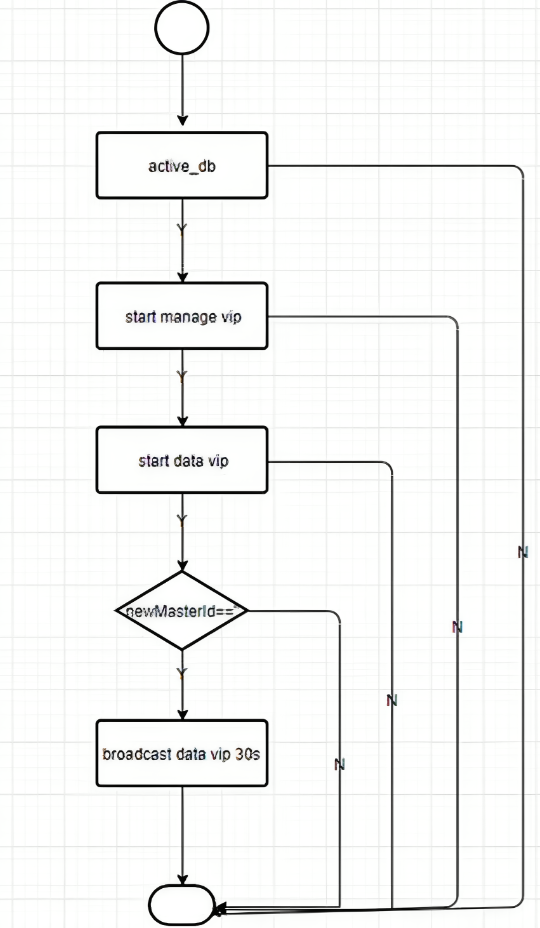 active_db
Y
start manage vip
Y
start data vip
Y
N
newMasterId==''
N
Y
N
broadcast data vip 30s
N